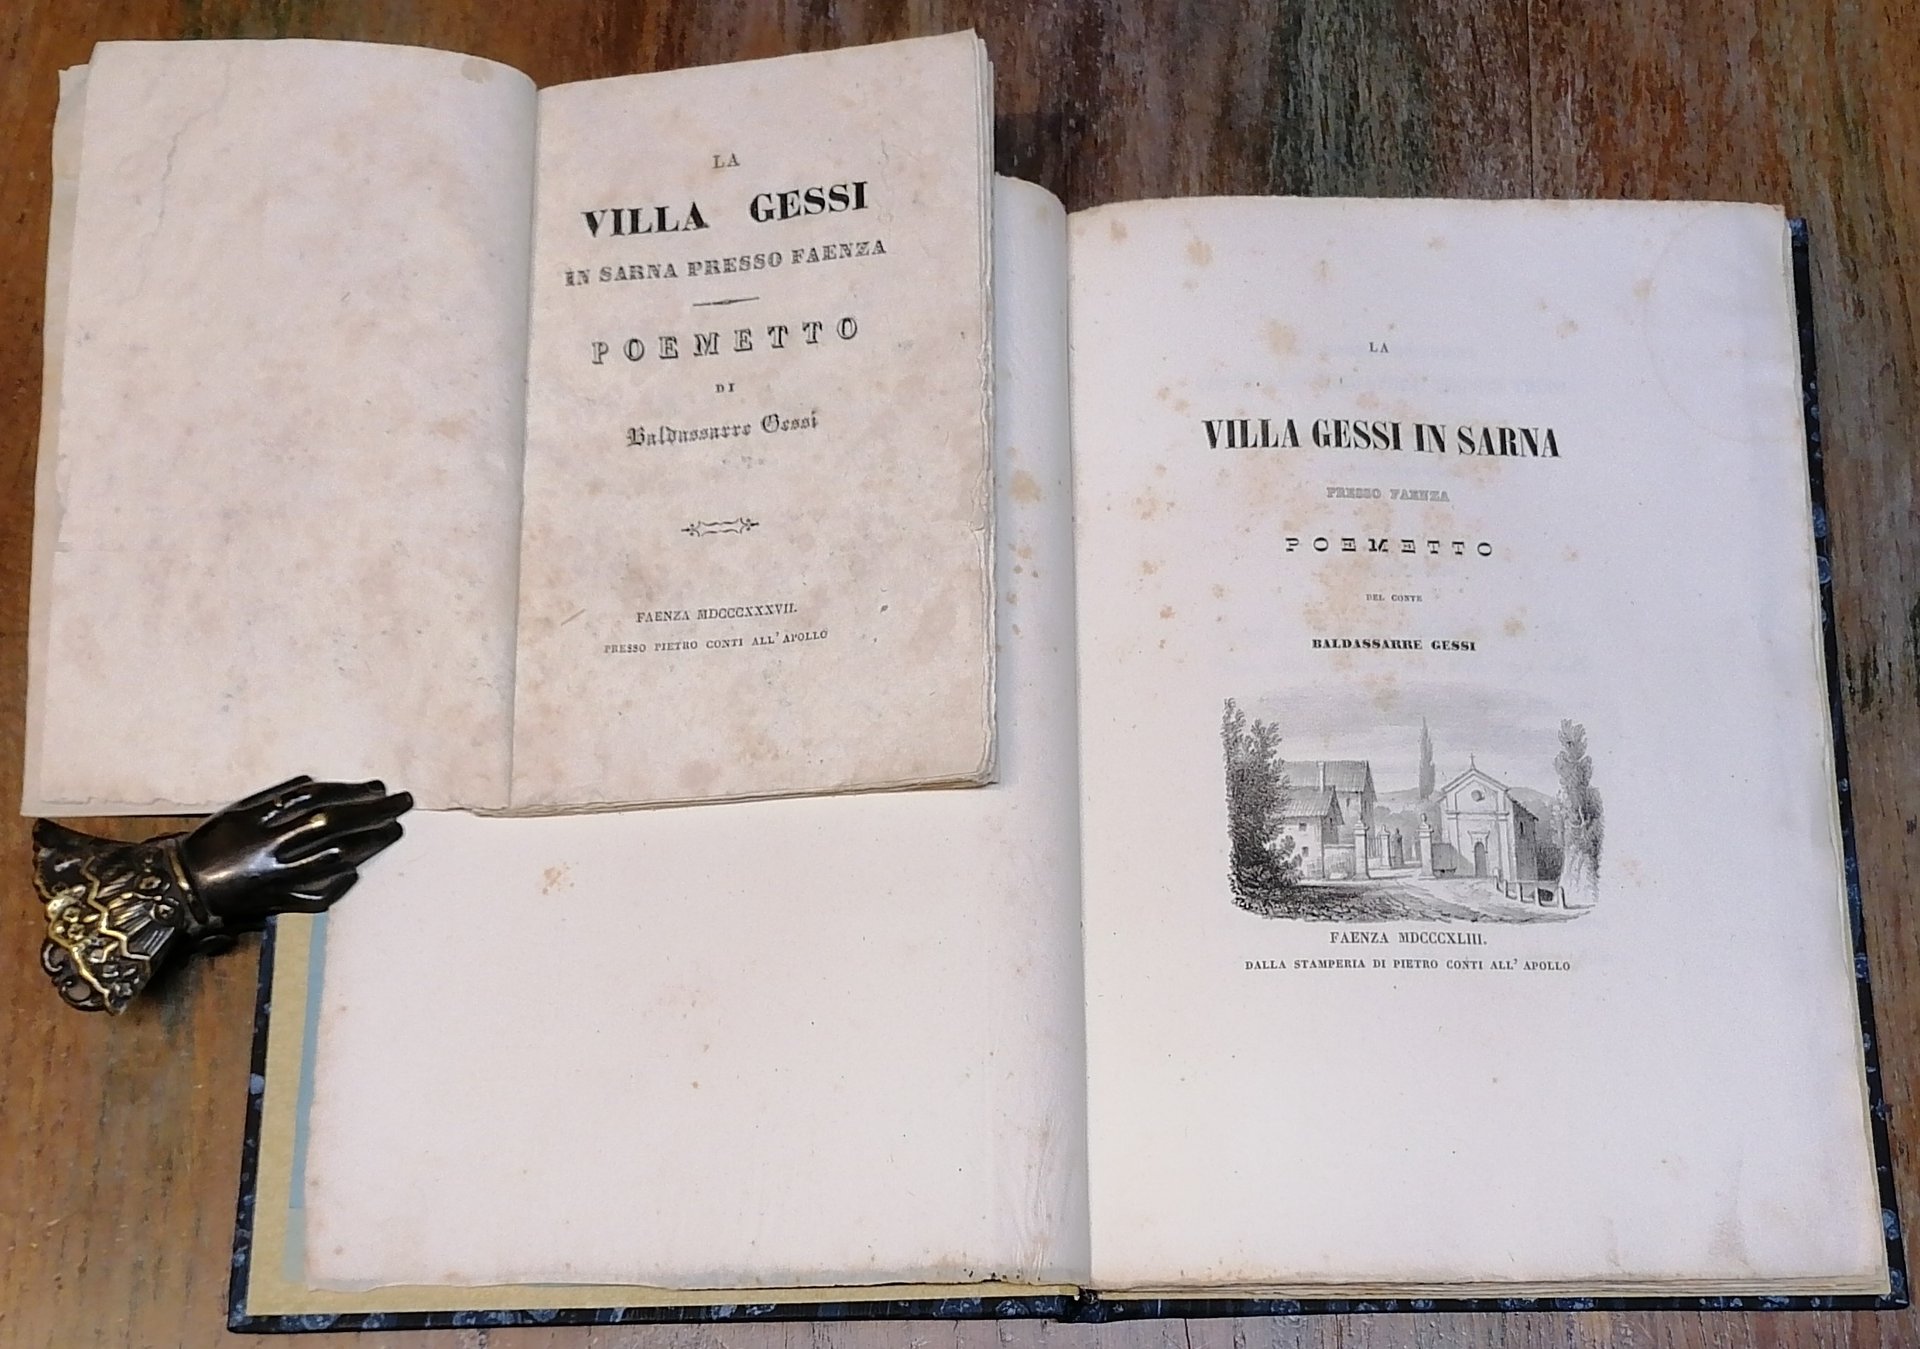 LA
VILLA GESSI
IN SARNA PRESSO FAENZA
POEMETTO
DI
Baldassarre Gessi
FAENZA MDCCCXXXVII.
PRESSO PIETRO CONTI ALL' APOLLO
LA
VILLA GESSI IN SARNA
PRESSO FAENZA
POEMETTO
DEL CONTE
BALDASSARRE GESSI
FAENZA MDCCCXLIII.
DALLA STAMPERIA DI PIETRO CONTI ALL' APOLLO